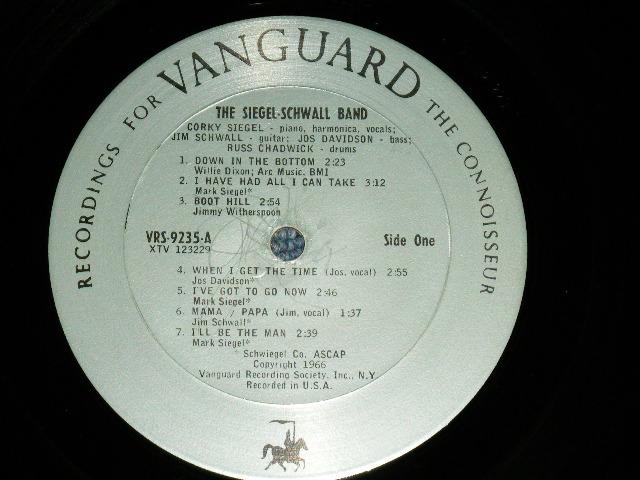 RECORDINGS FOR VANGUARD THE CONNOISSEUR
THE SIEGEL-SCHWALL BAND
CORKY SIEGEL - piano, harmonica, vocals;
JIM SCHWALL - guitar; JOS DAVIDSON - bass;
RUSS CHADWICK - drums
1. DOWN IN THE BOTTOM 2:23
Willie Dixon; Arc Music, BMI
2. I HAVE HAD ALL I CAN TAKE 3:12
Mark Siegel*
3. BOOT HILL 2:54
Jimmy Witherspoon
VRS-9235-A
Side One
XTV 123229
4. WHEN I GET THE TIME (Jos, vocal) 2:55
Jos Davidson*
5. I'VE GOT TO GO NOW 2:46
Mark Siegel*
6. MAMA / PAPA (Jim, vocal) 1:37
Jim Schwall*
7. I'LL BE THE MAN 2:39
Mark Siegel*
* Schwiegel Co. ASCAP
Copyright 1966
Vanguard Recording Society, Inc., N.Y.
Recorded in U.S.A.